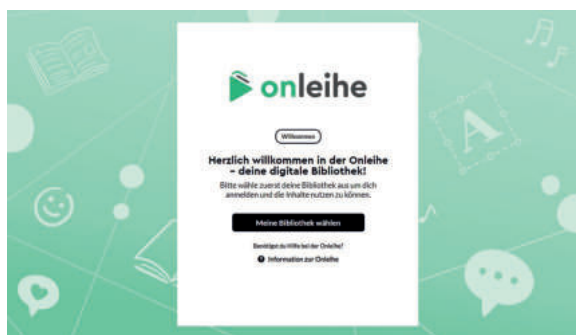 onleihe
Willkommen
Herzlich willkommen in der Onleihe
– deine digitale Bibliothek!
Bitte wähle zuerst deine Bibliothek aus um dich
anmelden und die Inhalte nutzen zu können.
Meine Bibliothek wählen
Benötigst du Hilfe bei der Onleihe?
Information zur Onleihe
A